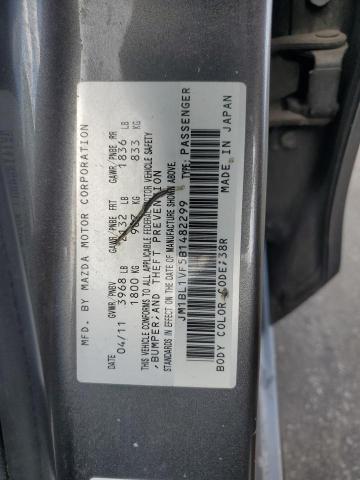 MFD. BY MAZDA MOTOR CORPORATION
DATE GVWR/PNBV GAWR/PNBE FRT GAWR/PNBE RR
04/11 3968 LB 2132 LB 1836 LB
1800 KG KG 833 KG
THIS VEHICLE CONFORMS TO ALL APPLICABLE FEDERAL MOTOR VEHICLE SAFETY
,BUMPER,AND THEFT PREVENTION
STANDARDS IN EFFECT ON THE DATE OF MANUFACTURE SHOWN ABOVE.
JM1BL1VF5B1482299 TYPE: PASSENGER
BODY COLOR CODE:38R MADE IN JAPAN